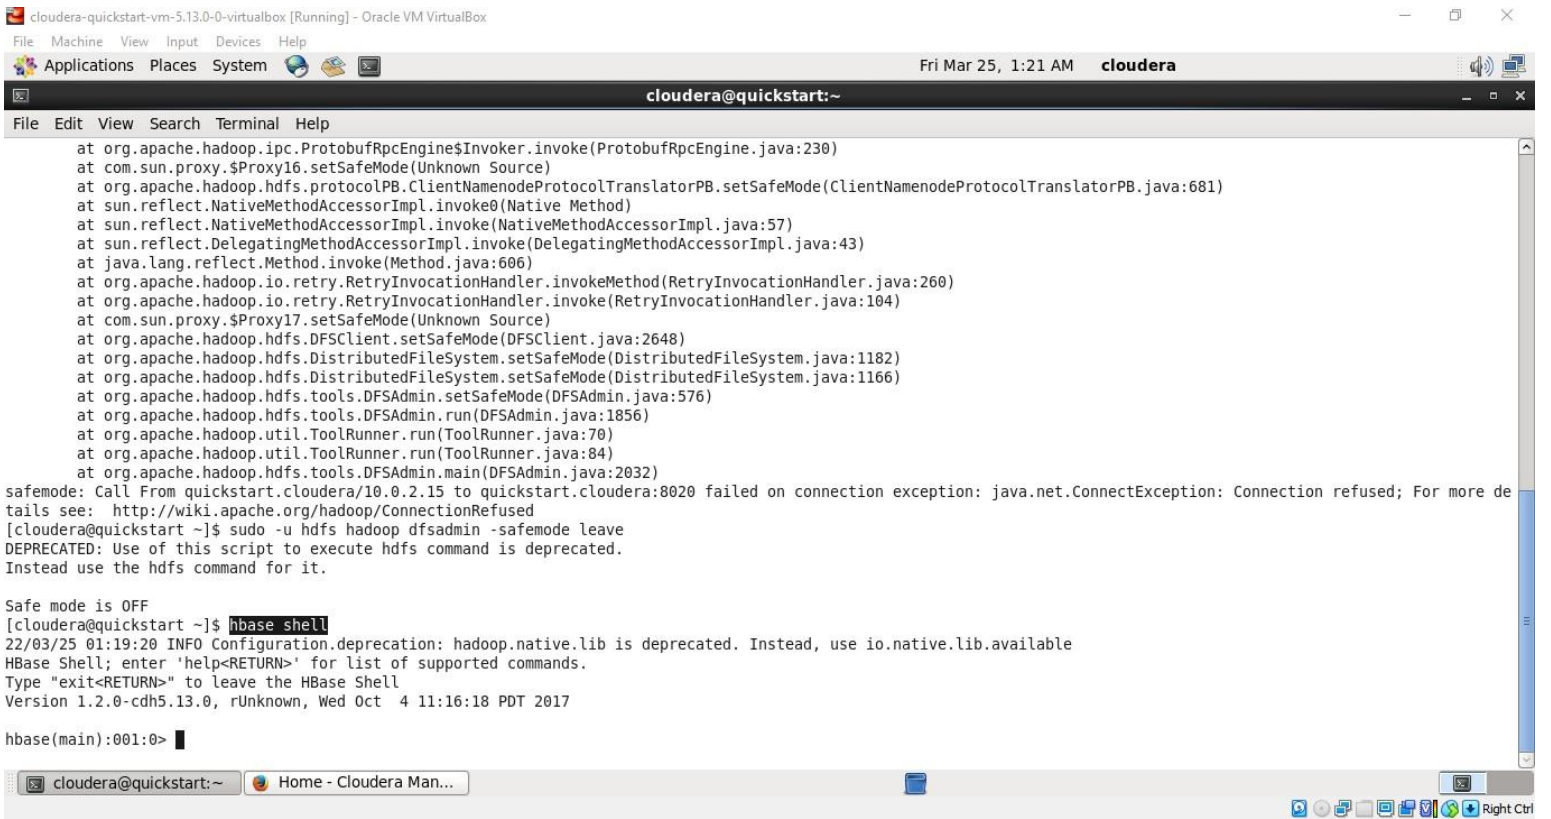 cloudera-quickstart-vm-5.13.0-0-virtualbox [Running] - Oracle VM VirtualBox
File Machine View Input Devices Help
Applications Places System Fri Mar 25, 1:21 AM cloudera
cloudera@quickstart:~
File Edit View Search Terminal Help
at org.apache.hadoop.ipc.ProtobufRpcEngine$Invoker.invoke(ProtobufRpcEngine.java:230)
at com.sun.proxy.$Proxy16.setSafeMode(Unknown Source)
at org.apache.hadoop.hdfs.protocolPB.ClientNamenodeProtocolTranslatorPB.setSafeMode(ClientNamenodeProtocolTranslatorPB.java:681)
at sun.reflect.NativeMethodAccessorImpl.invoke0(Native Method)
at sun.reflect.NativeMethodAccessorImpl.invoke(NativeMethodAccessorImpl.java:57)
at sun.reflect.DelegatingMethodAccessorImpl.invoke(DelegatingMethodAccessorImpl.java:43)
at java.lang.reflect.Method.invoke(Method.java:606)
at org.apache.hadoop.io.retry.RetryInvocationHandler.invokeMethod(RetryInvocationHandler.java:260)
at org.apache.hadoop.io.retry.RetryInvocationHandler.invoke(RetryInvocationHandler.java:104)
at com.sun.proxy.$Proxy17.setSafeMode(Unknown Source)
at org.apache.hadoop.hdfs.DFSClient.setSafeMode(DFSClient.java:2648)
at org.apache.hadoop.hdfs.DistributedFileSystem.setSafeMode(DistributedFileSystem.java:1182)
at org.apache.hadoop.hdfs.DistributedFileSystem.setSafeMode(DistributedFileSystem.java:1166)
at org.apache.hadoop.hdfs.tools.DFSAdmin.setSafeMode(DFSAdmin.java:576)
at org.apache.hadoop.hdfs.tools.DFSAdmin.run(DFSAdmin.java:1856)
at org.apache.hadoop.util.ToolRunner.run(ToolRunner.java:70)
at org.apache.hadoop.util.ToolRunner.run(ToolRunner.java:84)
at org.apache.hadoop.hdfs.tools.DFSAdmin.main(DFSAdmin.java:2032)
safemode: Call From quickstart.cloudera/10.0.2.15 to quickstart.cloudera:8020 failed on connection exception: java.net.ConnectException: Connection refused; For more de
tails see:  http://wiki.apache.org/hadoop/ConnectionRefused
[cloudera@quickstart ~]$ sudo -u hdfs hadoop dfsadmin -safemode leave
DEPRECATED: Use of this script to execute hdfs command is deprecated.
Instead use the hdfs command for it.
Safe mode is OFF
[cloudera@quickstart ~]$ hbase shell
22/03/25 01:19:20 INFO Configuration.deprecation: hadoop.native.lib is deprecated. Instead, use io.native.lib.available
HBase Shell; enter 'help<RETURN>' for list of supported commands.
Type "exit<RETURN>" to leave the HBase Shell
Version 1.2.0-cdh5.13.0, rUnknown, Wed Oct  4 11:16:18 PDT 2017
hbase(main):001:0>
cloudera@quickstart:~ Home - Cloudera Man...
Right Ctrl